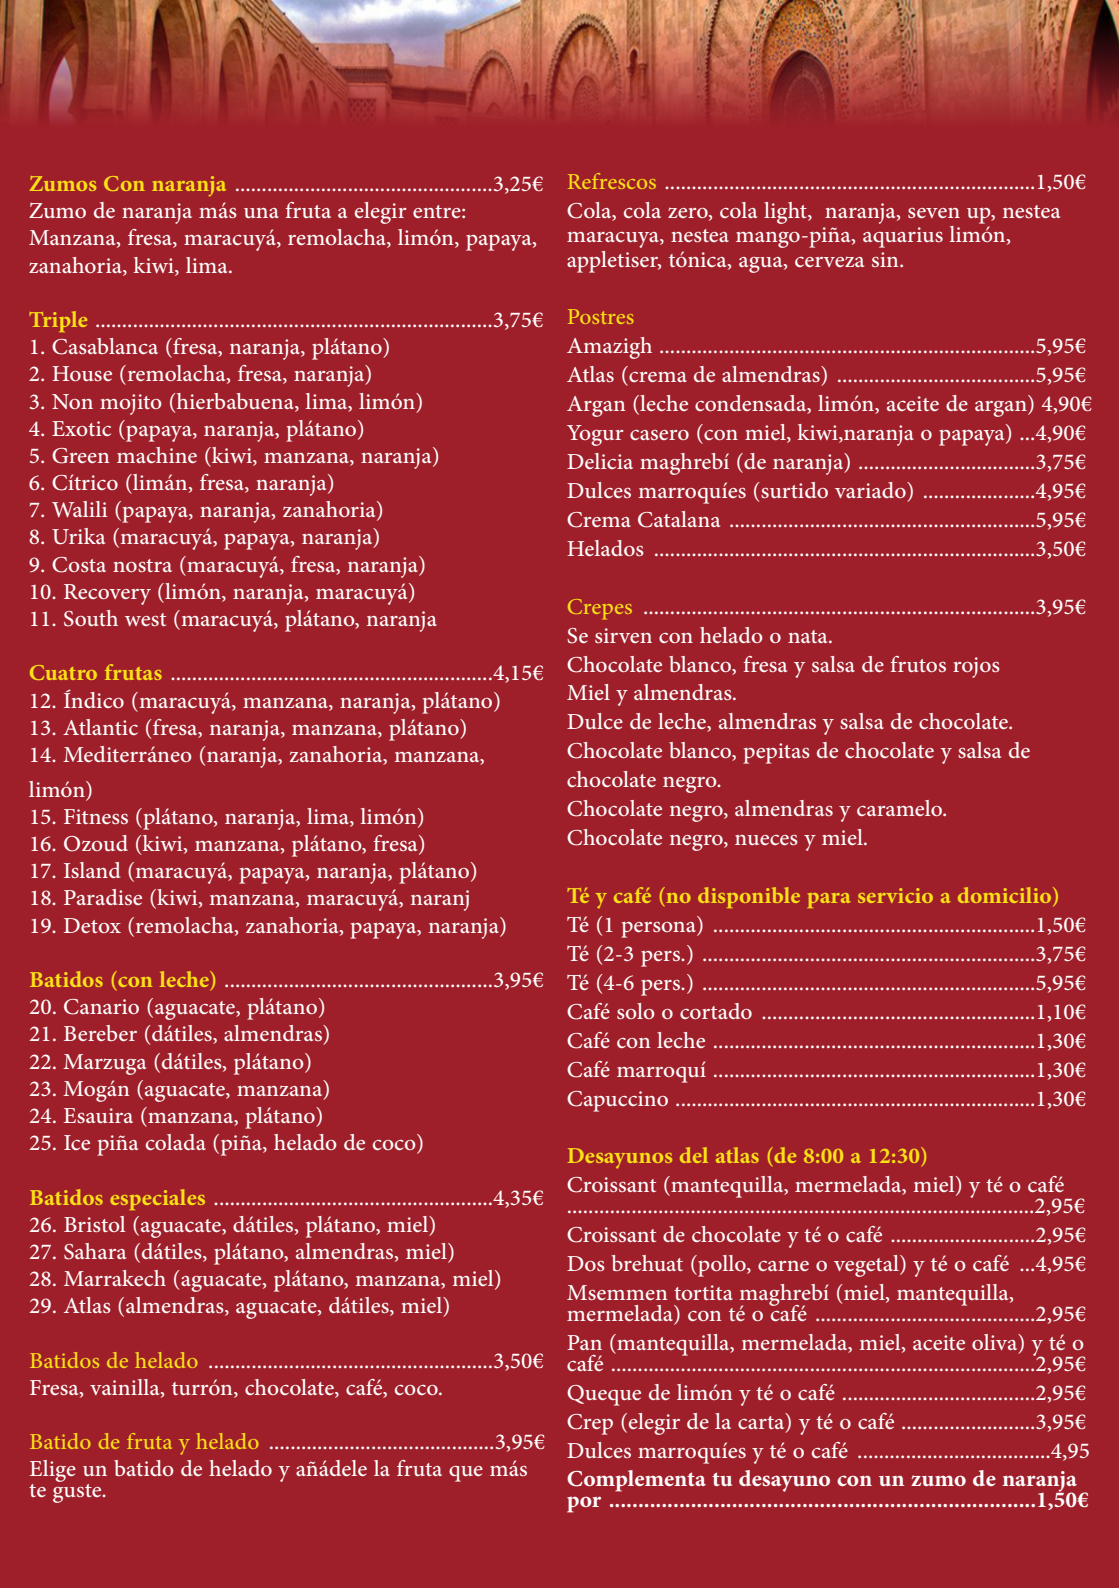 Zumos Con naranja ................................................3,25€
Zumo de naranja más una fruta a elegir entre:
Manzana, fresa, maracuyá, remolacha, limón, papaya,
zanahoria, kiwi, lima.
Triple ..........................................................................3,75€
1. Casablanca (fresa, naranja, plátano)
2. House (remolacha, fresa, naranja)
3. Non mojito (hierbabuena, lima, limón)
4. Exotic (papaya, naranja, plátano)
5. Green machine (kiwi, manzana, naranja)
6. Cítrico (limán, fresa, naranja)
7. Walili (papaya, naranja, zanahoria)
8. Urika (maracuyá, papaya, naranja)
9. Costa nostra (maracuyá, fresa, naranja)
10. Recovery (limón, naranja, maracuyá)
11. South west (maracuyá, plátano, naranja
Cuatro frutas ............................................................4,15€
12. Índico (maracuyá, manzana, naranja, plátano)
13. Atlantic (fresa, naranja, manzana, plátano)
14. Mediterráneo (naranja, zanahoria, manzana,
limón)
15. Fitness (plátano, naranja, lima, limón)
16. Ozoud (kiwi, manzana, plátano, fresa)
17. Island (maracuyá, papaya, naranja, plátano)
18. Paradise (kiwi, manzana, maracuyá, naranj
19. Detox (remolacha, zanahoria, papaya, naranja)
Batidos (con leche) ..................................................3,95€
20. Canario (aguacate, plátano)
21. Bereber (dátiles, almendras)
22. Marzuga (dátiles, plátano)
23. Mogán (aguacate, manzana)
24. Esauira (manzana, plátano)
25. Ice piña colada (piña, helado de coco)
Batidos especiales ....................................................4,35€
26. Bristol (aguacate, dátiles, plátano, miel)
27. Sahara (dátiles, plátano, almendras, miel)
28. Marrakech (aguacate, plátano, manzana, miel)
29. Atlas (almendras, aguacate, dátiles, miel)
Batidos de helado .....................................................3,50€
Fresa, vainilla, turrón, chocolate, café, coco.
Batido de fruta y helado ..........................................3,95€
Elige un batido de helado y añádele la fruta que más
te guste.
Refrescos .....................................................................1,50€
Cola, cola zero, cola light,  naranja, seven up, nestea
maracuya, nestea mango-piña, aquarius limón,
appletiser, tónica, agua, cerveza sin.
Postres
Amazigh ......................................................................5,95€
Atlas (crema de almendras) .....................................5,95€
Argan (leche condensada, limón, aceite de argan) 4,90€
Yogur casero (con miel, kiwi,naranja o papaya) ...4,90€
Delicia maghrebí (de naranja) .................................3,75€
Dulces marroquíes (surtido variado) .....................4,95€
Crema Catalana .........................................................5,95€
Helados .......................................................................3,50€
Crepes .........................................................................3,95€
Se sirven con helado o nata.
Chocolate blanco, fresa y salsa de frutos rojos
Miel y almendras.
Dulce de leche, almendras y salsa de chocolate.
Chocolate blanco, pepitas de chocolate y salsa de
chocolate negro.
Chocolate negro, almendras y caramelo.
Chocolate negro, nueces y miel.
Té y café (no disponible para servicio a domicilio)
Té (1 persona) ............................................................1,50€
Té (2-3 pers.) ..............................................................3,75€
Té (4-6 pers.) ..............................................................5,95€
Café solo o cortado ...................................................1,10€
Café con leche ............................................................1,30€
Café marroquí ............................................................1,30€
Capuccino ...................................................................1,30€
Desayunos del atlas (de 8:00 a 12:30)
Croissant (mantequilla, mermelada, miel) y té o café
.......................................................................................2,95€
Croissant de chocolate y té o café ...........................2,95€
Dos brehuat (pollo, carne o vegetal) y té o café ...4,95€
Msemmen tortita maghrebí (miel, mantequilla,
mermelada) con té o café .........................................2,95€
Pan (mantequilla, mermelada, miel, aceite oliva) y té o
café ...............................................................................2,95€
Queque de limón y té o café ....................................2,95€
Crep (elegir de la carta) y té o café .........................3,95€
Dulces marroquíes y té o café ....................................4,95
Complementa tu desayuno con un zumo de naranja
por ...............................................................................1,50€